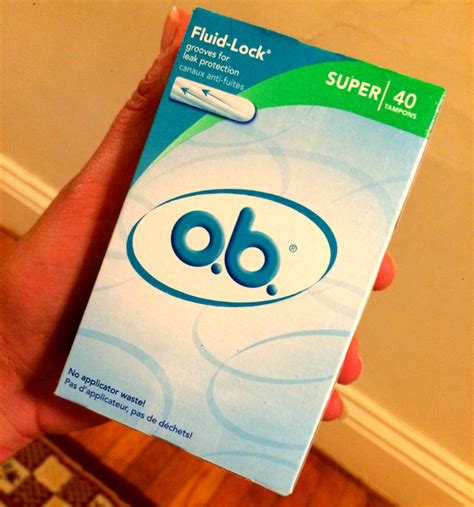 Fluid-Lock®
grooves for
leak protection
canaux anti-fuites
SUPER 40
TAMPONS
o.b.®
No applicator waste!
Pas d'applicateur, pas de déchets!